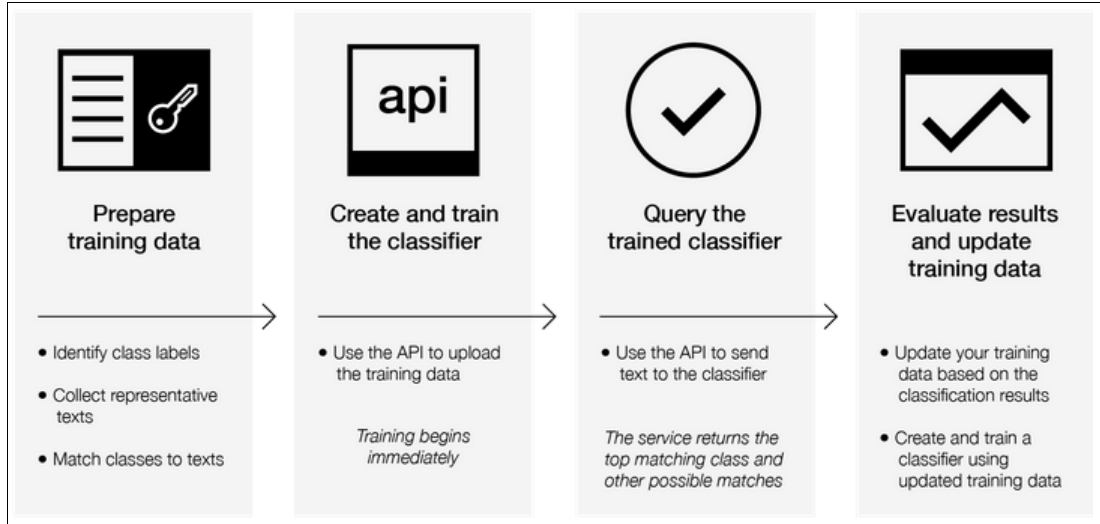 api
Prepare
training data
• Identify class labels
• Collect representative
texts
• Match classes to texts
Create and train
the classifier
• Use the API to upload
the training data
Training begins
immediately
Query the
trained classifier
• Use the API to send
text to the classifier
The service returns the
top matching class and
other possible matches
Evaluate results
and update
training data
• Update your training
data based on the
classification results
• Create and train a
classifier using
updated training data